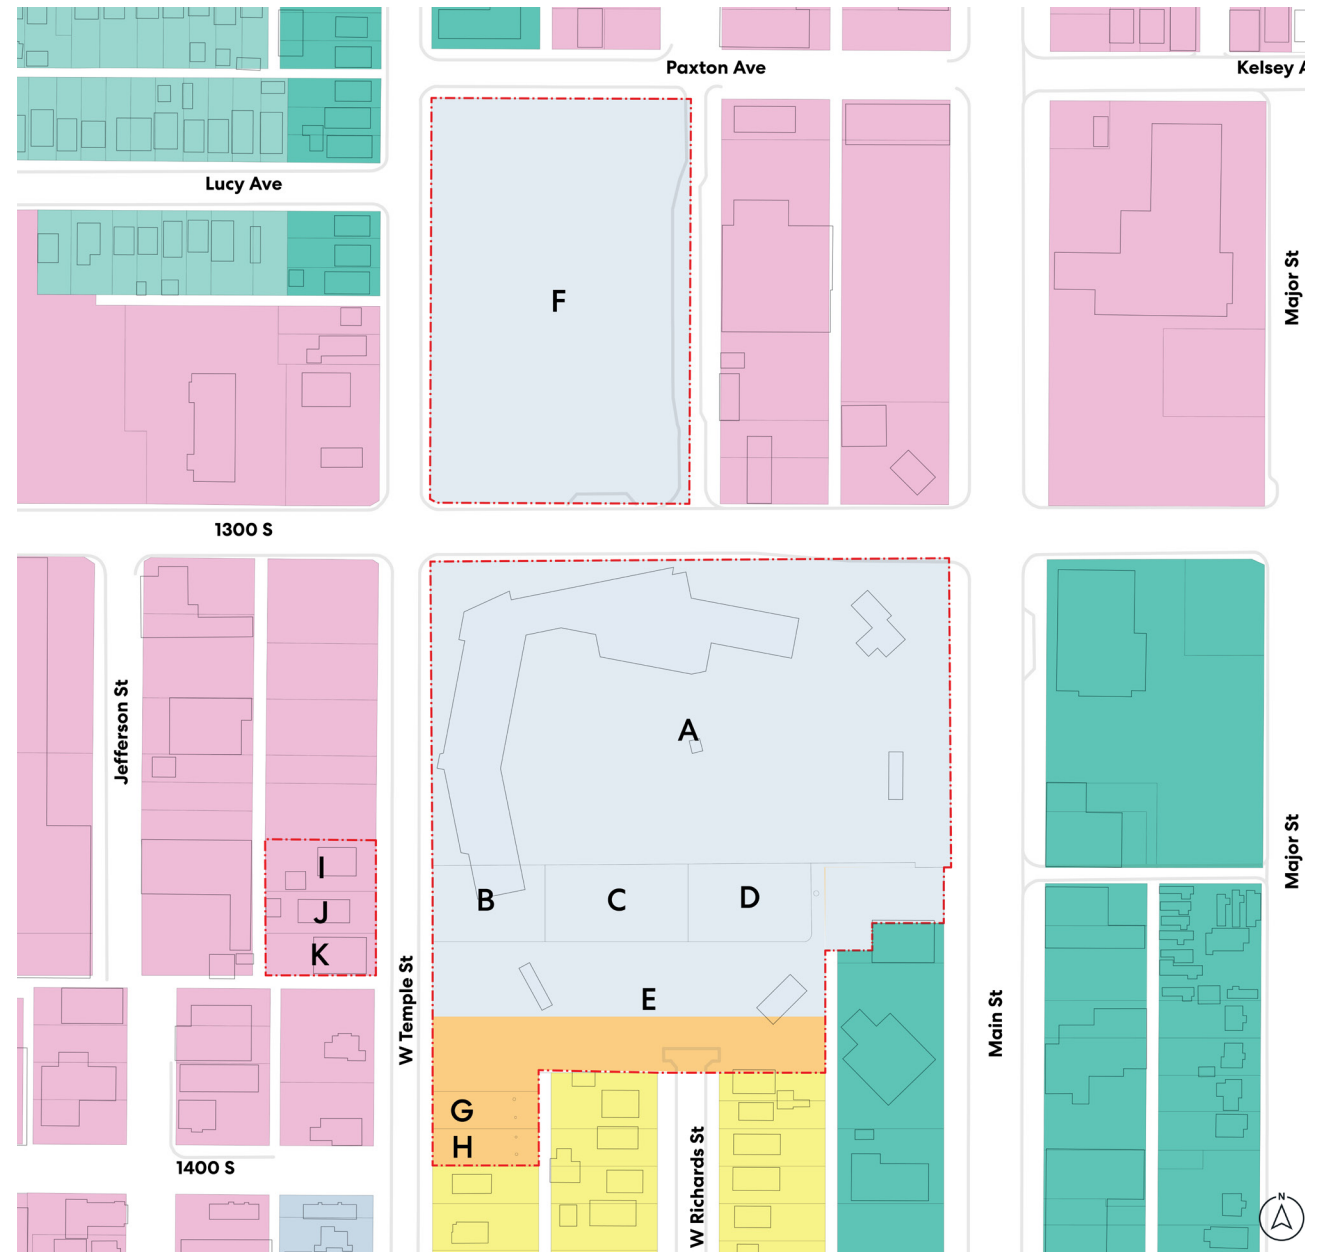 Paxton Ave
Kelsey A
Lucy Ave
F
Major St
1300 S
Jefferson St
A
I
J
K
B
C
D
Major St
W Temple St
E
Main St
G
H
W Richards St
1400 S
N